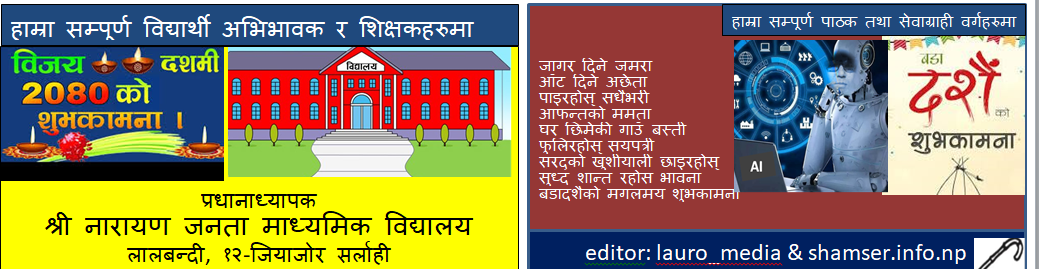 हाम्रा सम्पूर्ण विद्यार्थी अभिभावक र शिक्षकहरुमा
विजय दशमी
2080 को
शुभकामना !
विद्यालय
प्रधानाध्यापक
श्री नारायण जनता माध्यमिक विद्यालय
लालबन्दी, १२-जियाजोर सर्लाही
हाम्रा सम्पूर्ण पाठक तथा सेवाग्राही वर्गहरुमा
जागर दिने जमरा
आँट दिने अछेता
पाइरहोस् सधैंभरी
आफन्तको ममता
घर छिमेकी गाउँ बस्ती
फुलिरहोस् सयपत्री
सरदको खुशीयाली छाइरहोस्
सुध्द शान्त रहोस भावना
बडादशैको मंगलमय शुभकामना
AI
बडा
दशैं
को
शुभकामना
editor: lauro_media & shamser.info.np